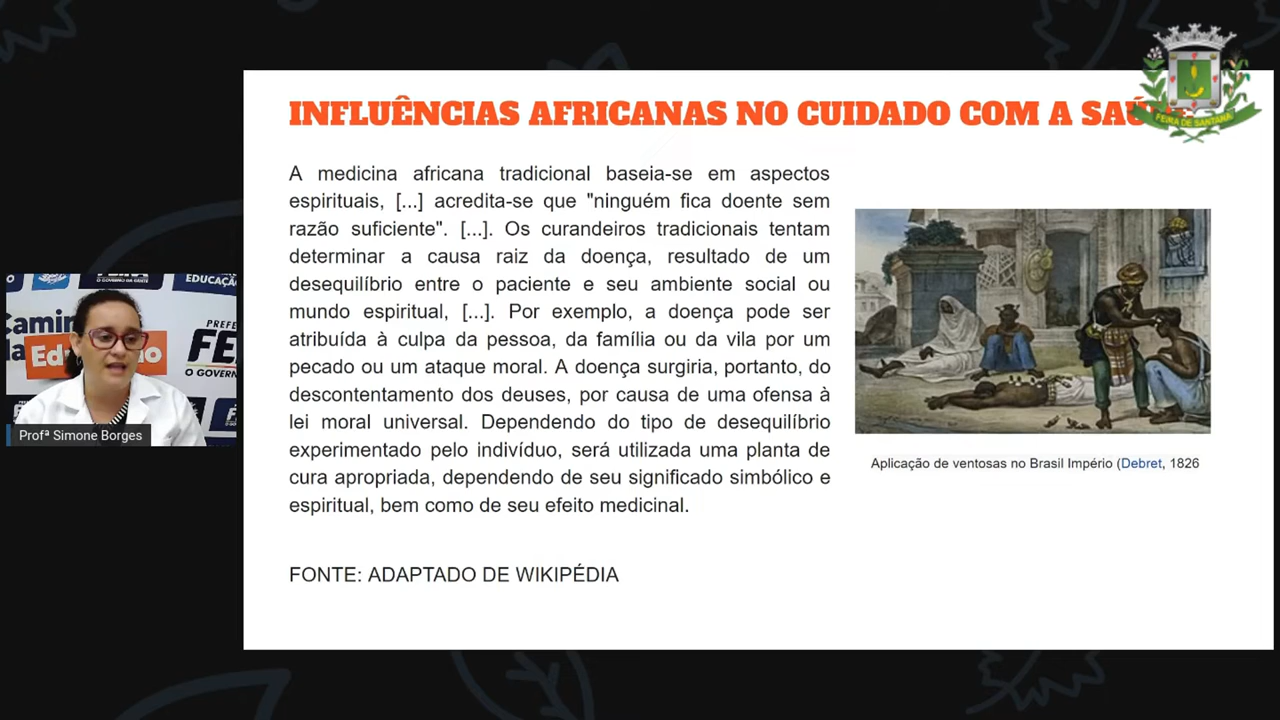 INFLUÊNCIAS AFRICANAS NO CUIDADO COM A
FEIRA DE SANTANA
A medicina africana tradicional baseia-se em aspectos
espirituais, [...] acredita-se que "ninguém fica doente sem
razão suficiente". [...]. Os curandeiros tradicionais tentam
determinar a causa raiz da doença, resultado de um
desequilíbrio entre o paciente e seu ambiente social ou
mundo espiritual, [...]. Por exemplo, a doença pode ser
atribuída à culpa da pessoa, da família ou da vila por um
pecado ou um ataque moral. A doença surgiria, portanto, do
descontentamento dos deuses, por causa de uma ofensa à
lei moral universal. Dependendo do tipo de desequilíbrio
experimentado pelo indivíduo, será utilizada uma planta de
cura apropriada, dependendo de seu significado simbólico e
espiritual, bem como de seu efeito medicinal.
FONTE: ADAPTADO DE WIKIPÉDIA
Aplicação de ventosas no Brasil Império (Debret, 1826
EDUCAÇÃO
O GOVERNO DA GENTE
Profª Simone Borges